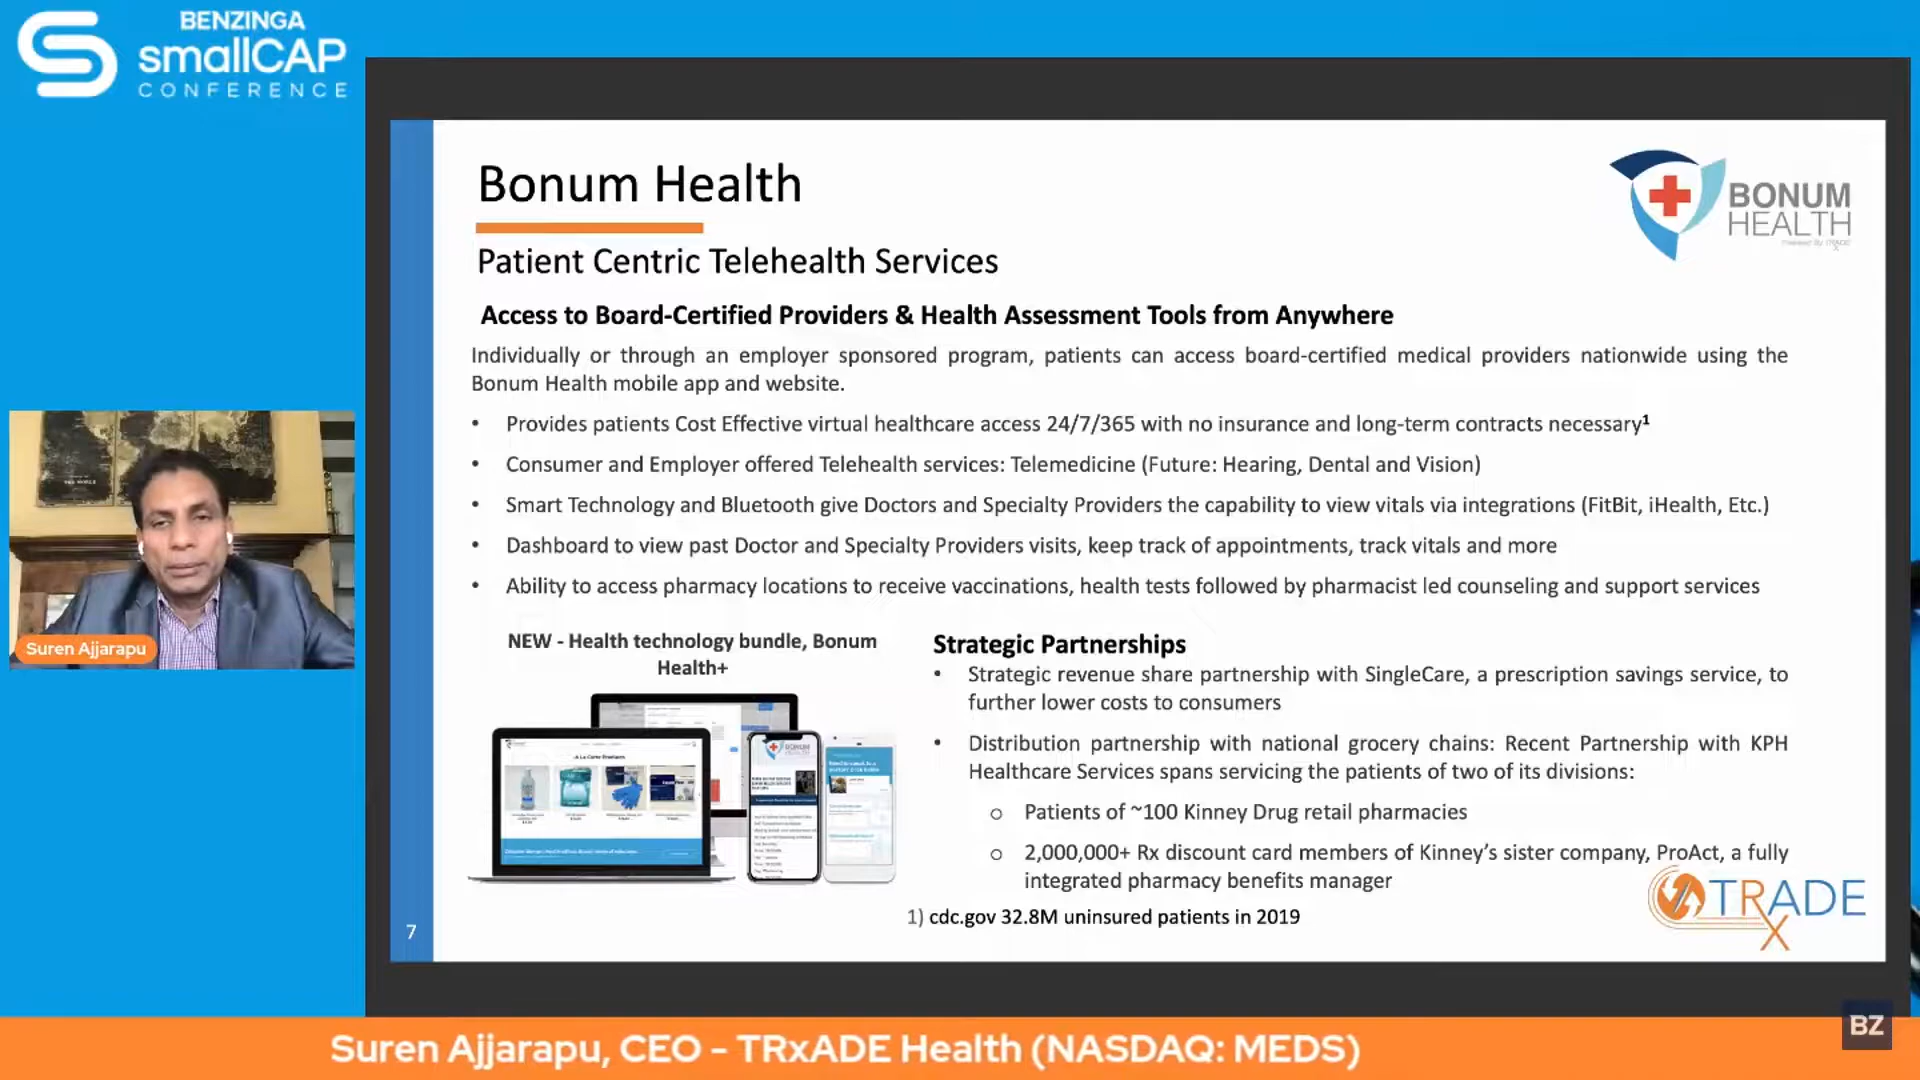 BENZINGA
smallCAP
CONFERENCE
Bonum Health
BONUM
HEALTH
Patient Centric Telehealth Services
Access to Board-Certified Providers & Health Assessment Tools from Anywhere
Individually or through an employer sponsored program, patients can access board-certified medical providers nationwide using the
Bonum Health mobile app and website.
• Provides patients Cost Effective virtual healthcare access 24/7/365 with no insurance and long-term contracts necessary¹
• Consumer and Employer offered Telehealth services: Telemedicine (Future: Hearing, Dental and Vision)
• Smart Technology and Bluetooth give Doctors and Specialty Providers the capability to view vitals via integrations (FitBit, iHealth, Etc.)
• Dashboard to view past Doctor and Specialty Providers visits, keep track of appointments, track vitals and more
• Ability to access pharmacy locations to receive vaccinations, health tests followed by pharmacist led counseling and support services
NEW - Health technology bundle, Bonum
Health+
Strategic Partnerships
• Strategic revenue share partnership with SingleCare, a prescription savings service, to
further lower costs to consumers
• Distribution partnership with national grocery chains: Recent Partnership with KPH
Healthcare Services spans servicing the patients of two of its divisions:
o Patients of ~100 Kinney Drug retail pharmacies
o 2,000,000+ Rx discount card members of Kinney's sister company, ProAct, a fully
integrated pharmacy benefits manager
1) cdc.gov 32.8M uninsured patients in 2019
TRxADE
7
Suren Ajjarapu
BZ
Suren Ajjarapu, CEO - TRxADE Health (NASDAQ: MEDS)